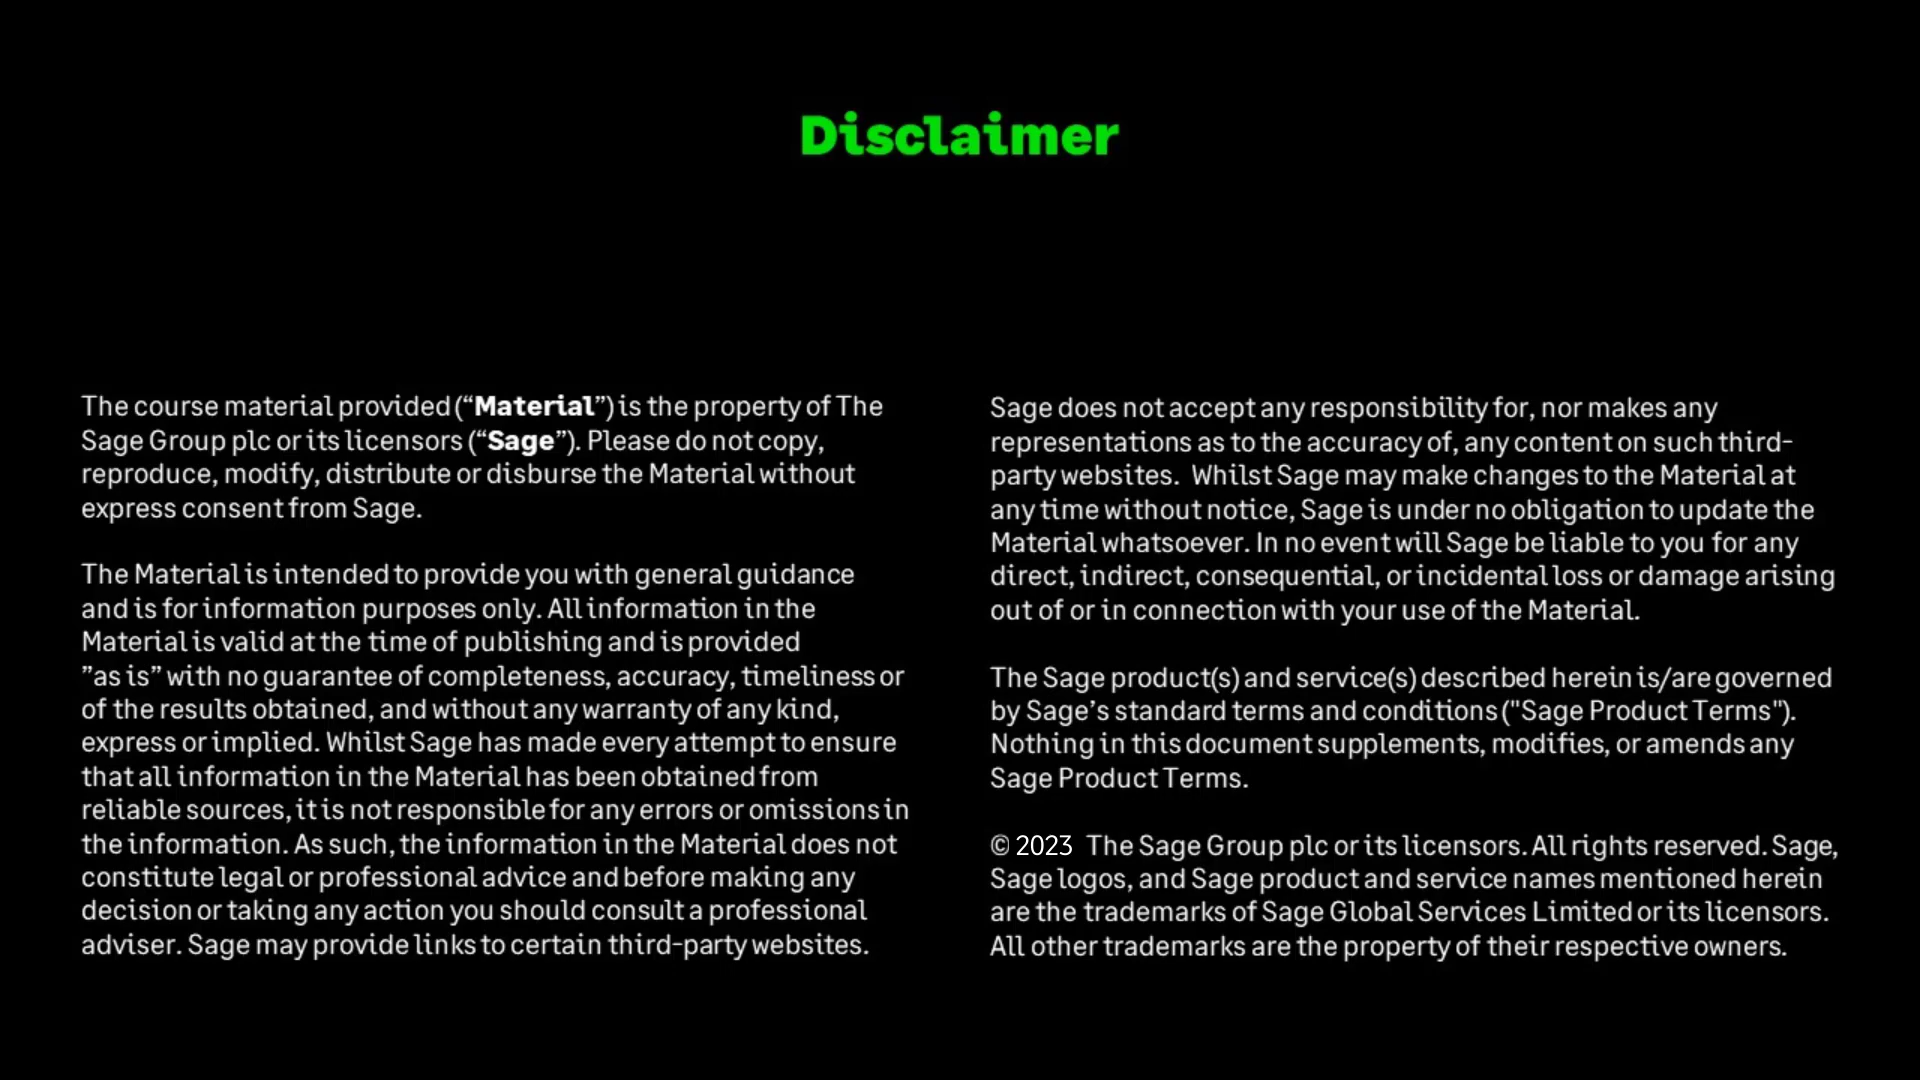 Disclaimer
The course material provided (“Material”) is the property of The
Sage Group plc or its licensors (“Sage”). Please do not copy,
reproduce, modify, distribute or disburse the Material without
express consent from Sage.
The Material is intended to provide you with general guidance
and is for information purposes only. All information in the
Material is valid at the time of publishing and is provided
”as is” with no guarantee of completeness, accuracy, timeliness or
of the results obtained, and without any warranty of any kind,
express or implied. Whilst Sage has made every attempt to ensure
that all information in the Material has been obtained from
reliable sources, it is not responsible for any errors or omissions in
the information. As such, the information in the Material does not
constitute legal or professional advice and before making any
decision or taking any action you should consult a professional
adviser. Sage may provide links to certain third-party websites.
Sage does not accept any responsibility for, nor makes any
representations as to the accuracy of, any content on such third-
party websites.  Whilst Sage may make changes to the Material at
any time without notice, Sage is under no obligation to update the
Material whatsoever. In no event will Sage be liable to you for any
direct, indirect, consequential, or incidental loss or damage arising
out of or in connection with your use of the Material.
The Sage product(s) and service(s) described herein is/are governed
by Sage’s standard terms and conditions ("Sage Product Terms").
Nothing in this document supplements, modifies, or amends any
Sage Product Terms.
© 2023  The Sage Group plc or its licensors. All rights reserved. Sage,
Sage logos, and Sage product and service names mentioned herein
are the trademarks of Sage Global Services Limited or its licensors.
All other trademarks are the property of their respective owners.